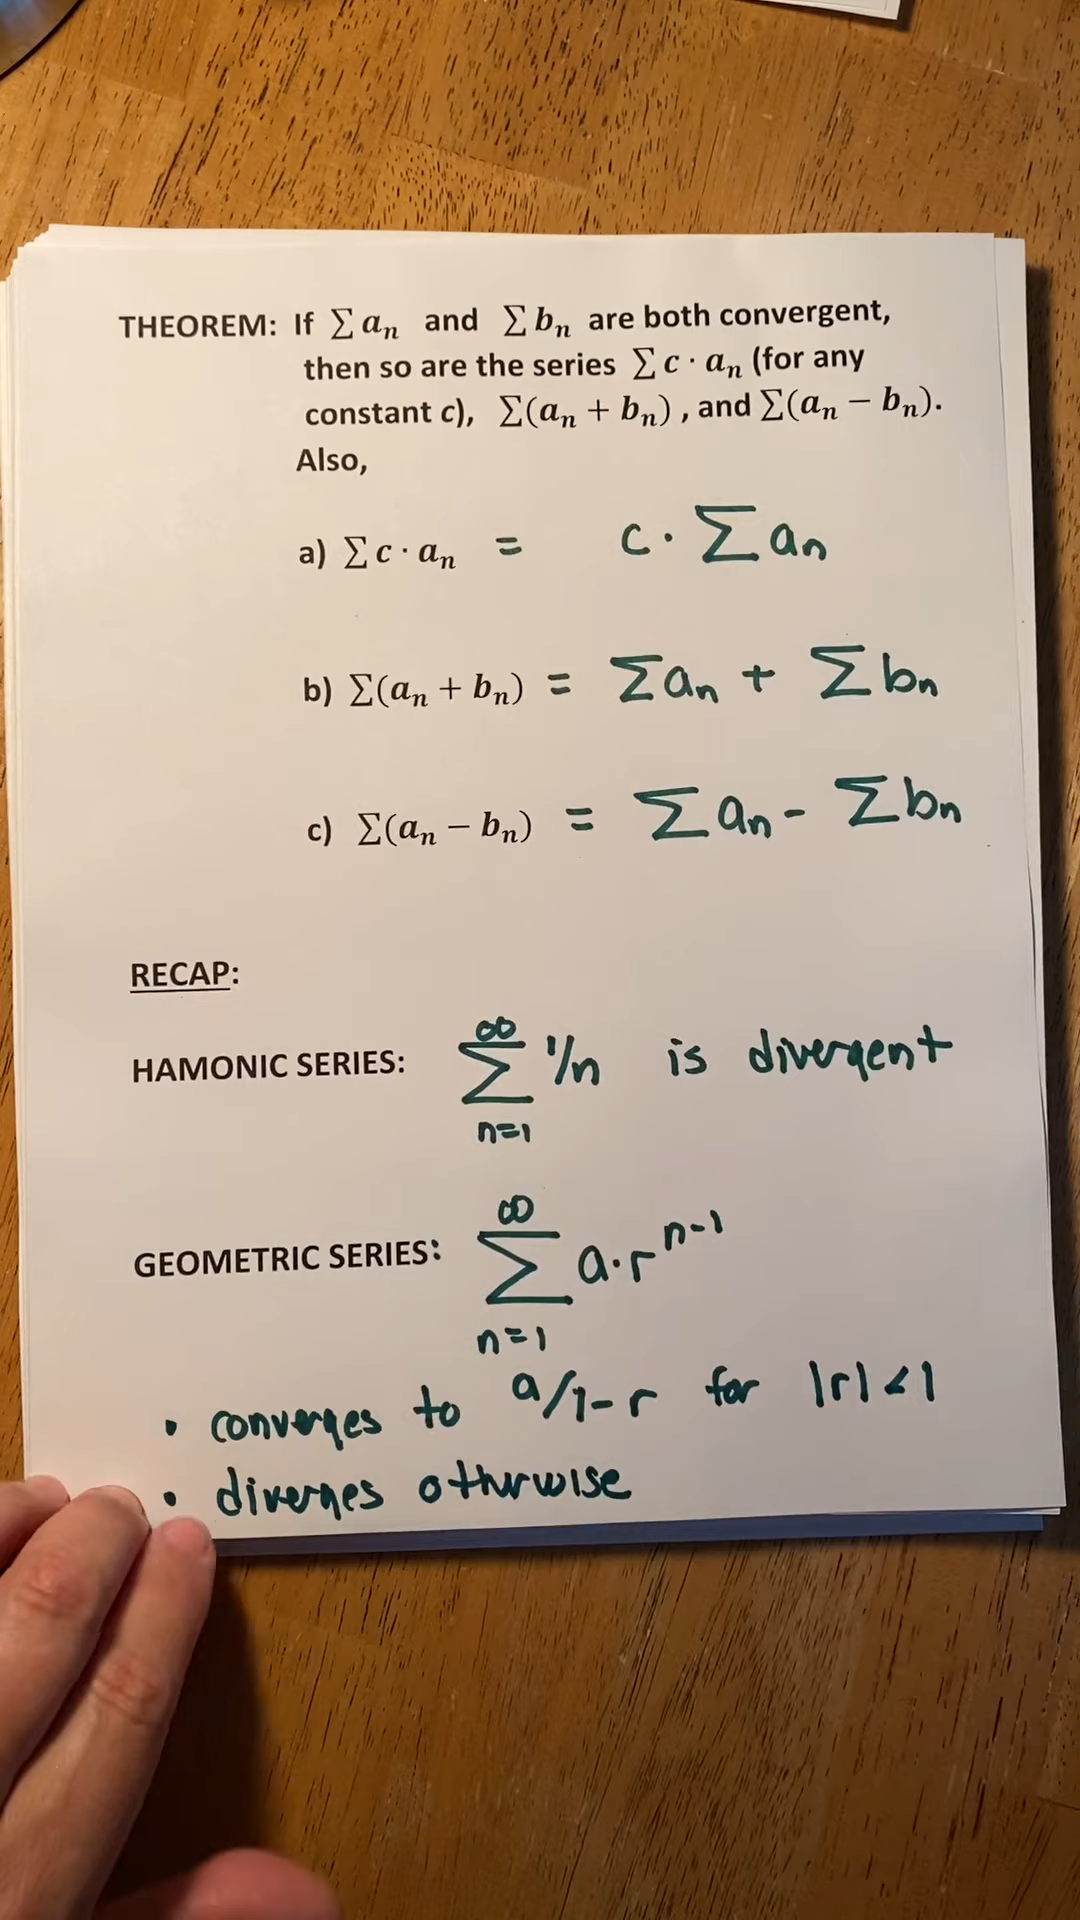 THEOREM: If ∑ aₙ and ∑ bₙ are both convergent,
then so are the series ∑ c · aₙ (for any
constant c), ∑(aₙ + bₙ) , and ∑(aₙ − bₙ).
Also,
a) ∑ c · aₙ = c · ∑ aₙ
b) ∑(aₙ + bₙ) = ∑ aₙ + ∑ bₙ
c) ∑(aₙ − bₙ) = ∑ aₙ - ∑ bₙ
RECAP:
HAMONIC SERIES: ∞ ∑ n=1 1/n is divergent
GEOMETRIC SERIES: ∞ ∑ n=1 a·rⁿ⁻¹
• converges to a/1-r for |r| < 1
• diverges otherwise